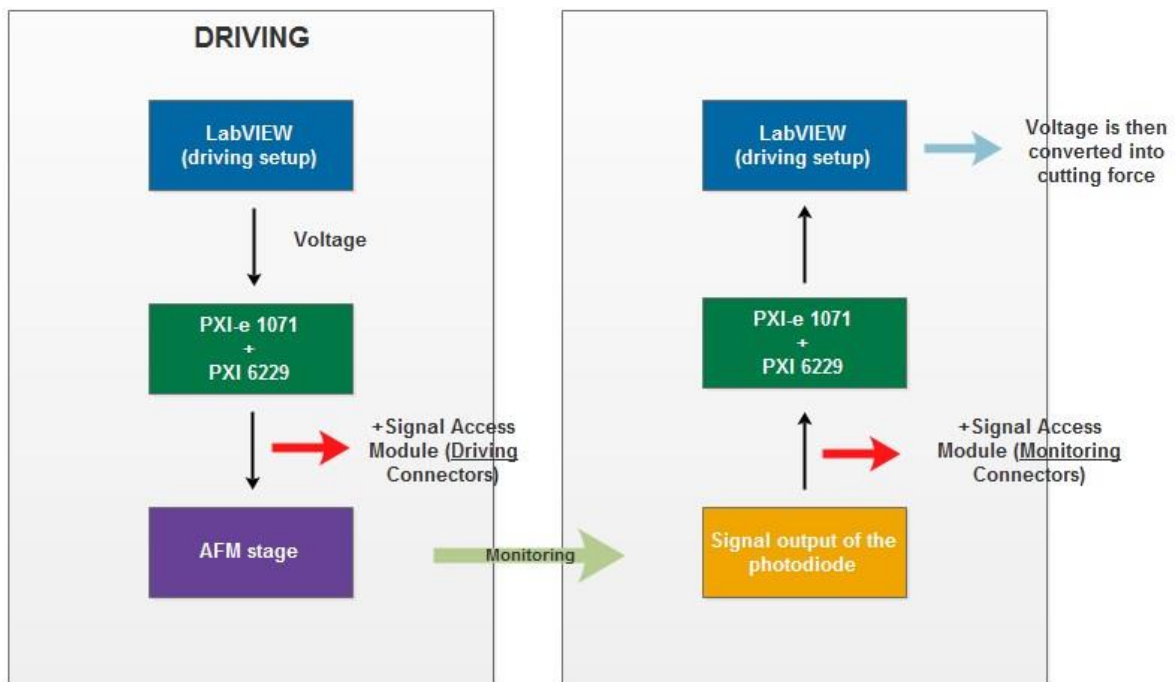 DRIVING
LabVIEW
(driving setup)
Voltage
PXI-e 1071
+
PXI 6229
+Signal Access
Module (Driving
Connectors)
AFM stage
Monitoring
LabVIEW
(driving setup)
Voltage is then
converted into
cutting force
PXI-e 1071
+
PXI 6229
+Signal Access
Module (Monitoring
Connectors)
Signal output of the
photodiode